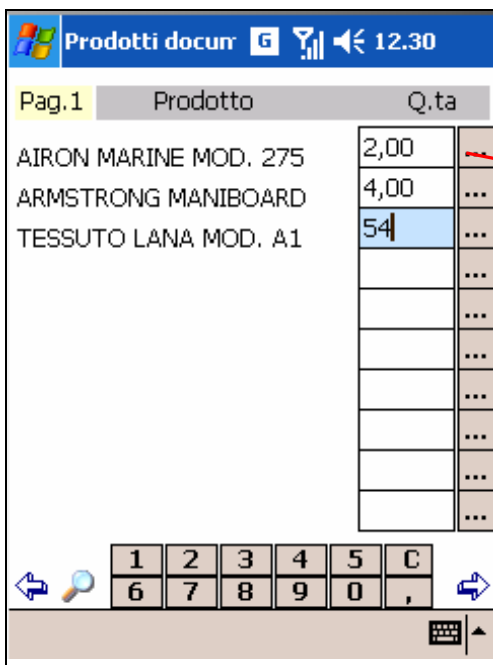 Prodotti docum G 12.30
Pag.1 Prodotto Q.ta
AIRON MARINE MOD. 275 2,00 ...
ARMSTRONG MANIBOARD 4,00 ...
TESSUTO LANA MOD. A1 54 ...
...
...
...
...
...
...
...
1 2 3 4 5 C
6 7 8 9 0 ,